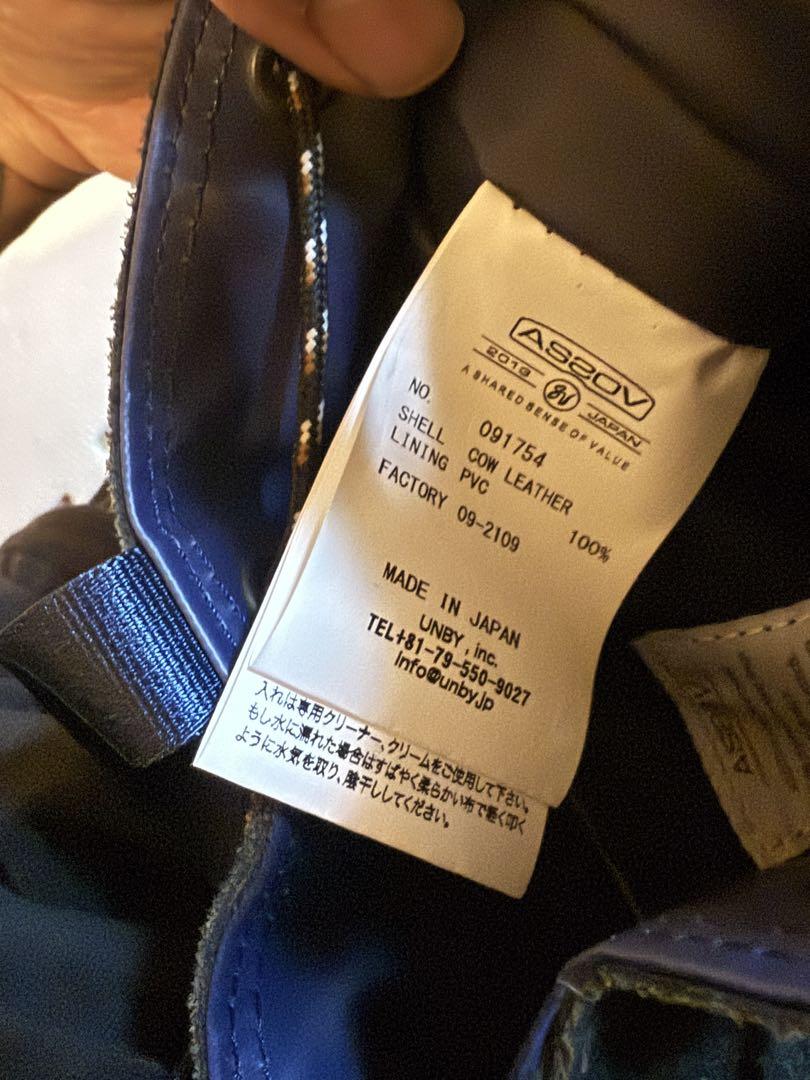 AS2OV
2013 JAPAN
A SHARED SENSE OF VALUE
NO. 091754
SHELL COW LEATHER 100%
LINING PVC
FACTORY 09-2109
MADE IN JAPAN
UNBY, inc.
TEL+81-79-550-9027
info@unby.jp
入れは専用クリーナー、クリームをご使用して下さい。
もし水に濡れた場合はすばやく柔らかい布で軽く叩く
ように水気を取り、陰干ししてください。